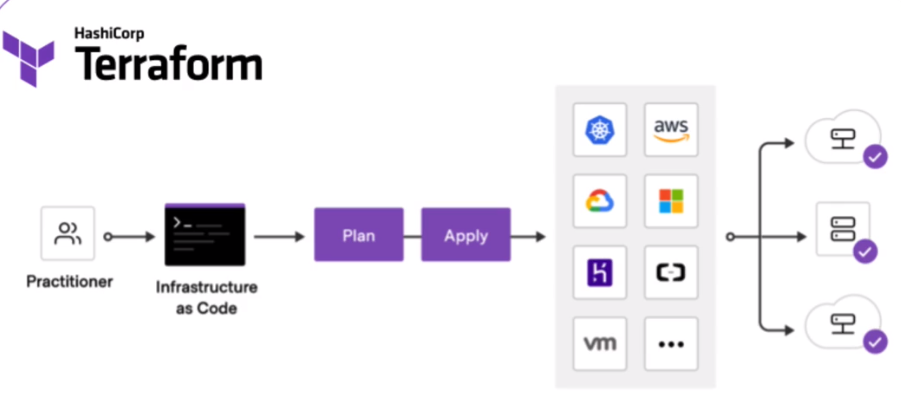 HashiCorp
Terraform
Practitioner
>_
Infrastructure
as Code
Plan
Apply
aws
vm